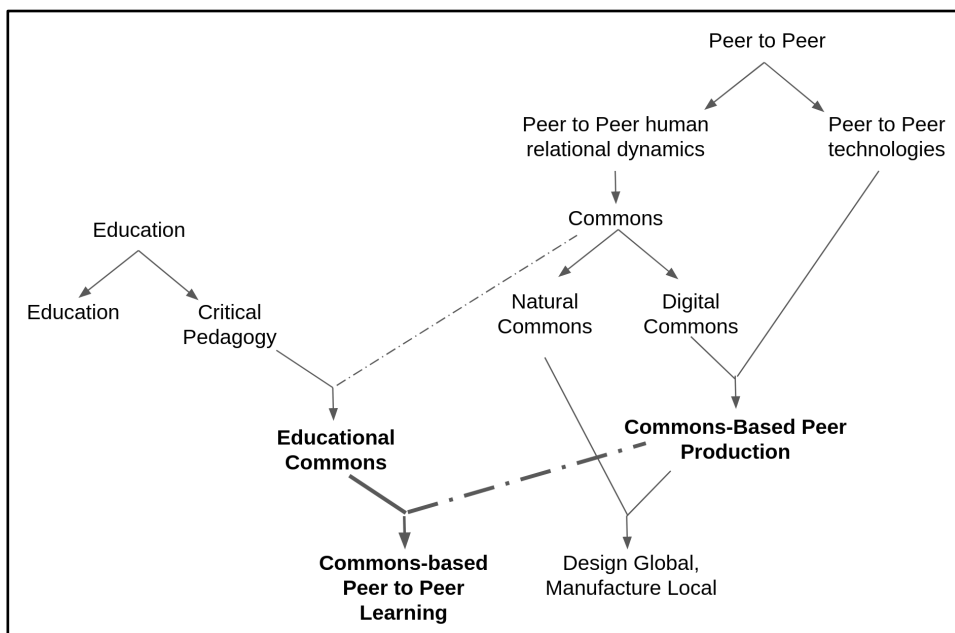 Peer to Peer
Peer to Peer human
relational dynamics
Peer to Peer
technologies
Commons
Education
Education
Critical
Pedagogy
Natural
Commons
Digital
Commons
Educational
Commons
Commons-Based Peer
Production
Commons-based
Peer to Peer
Learning
Design Global,
Manufacture Local